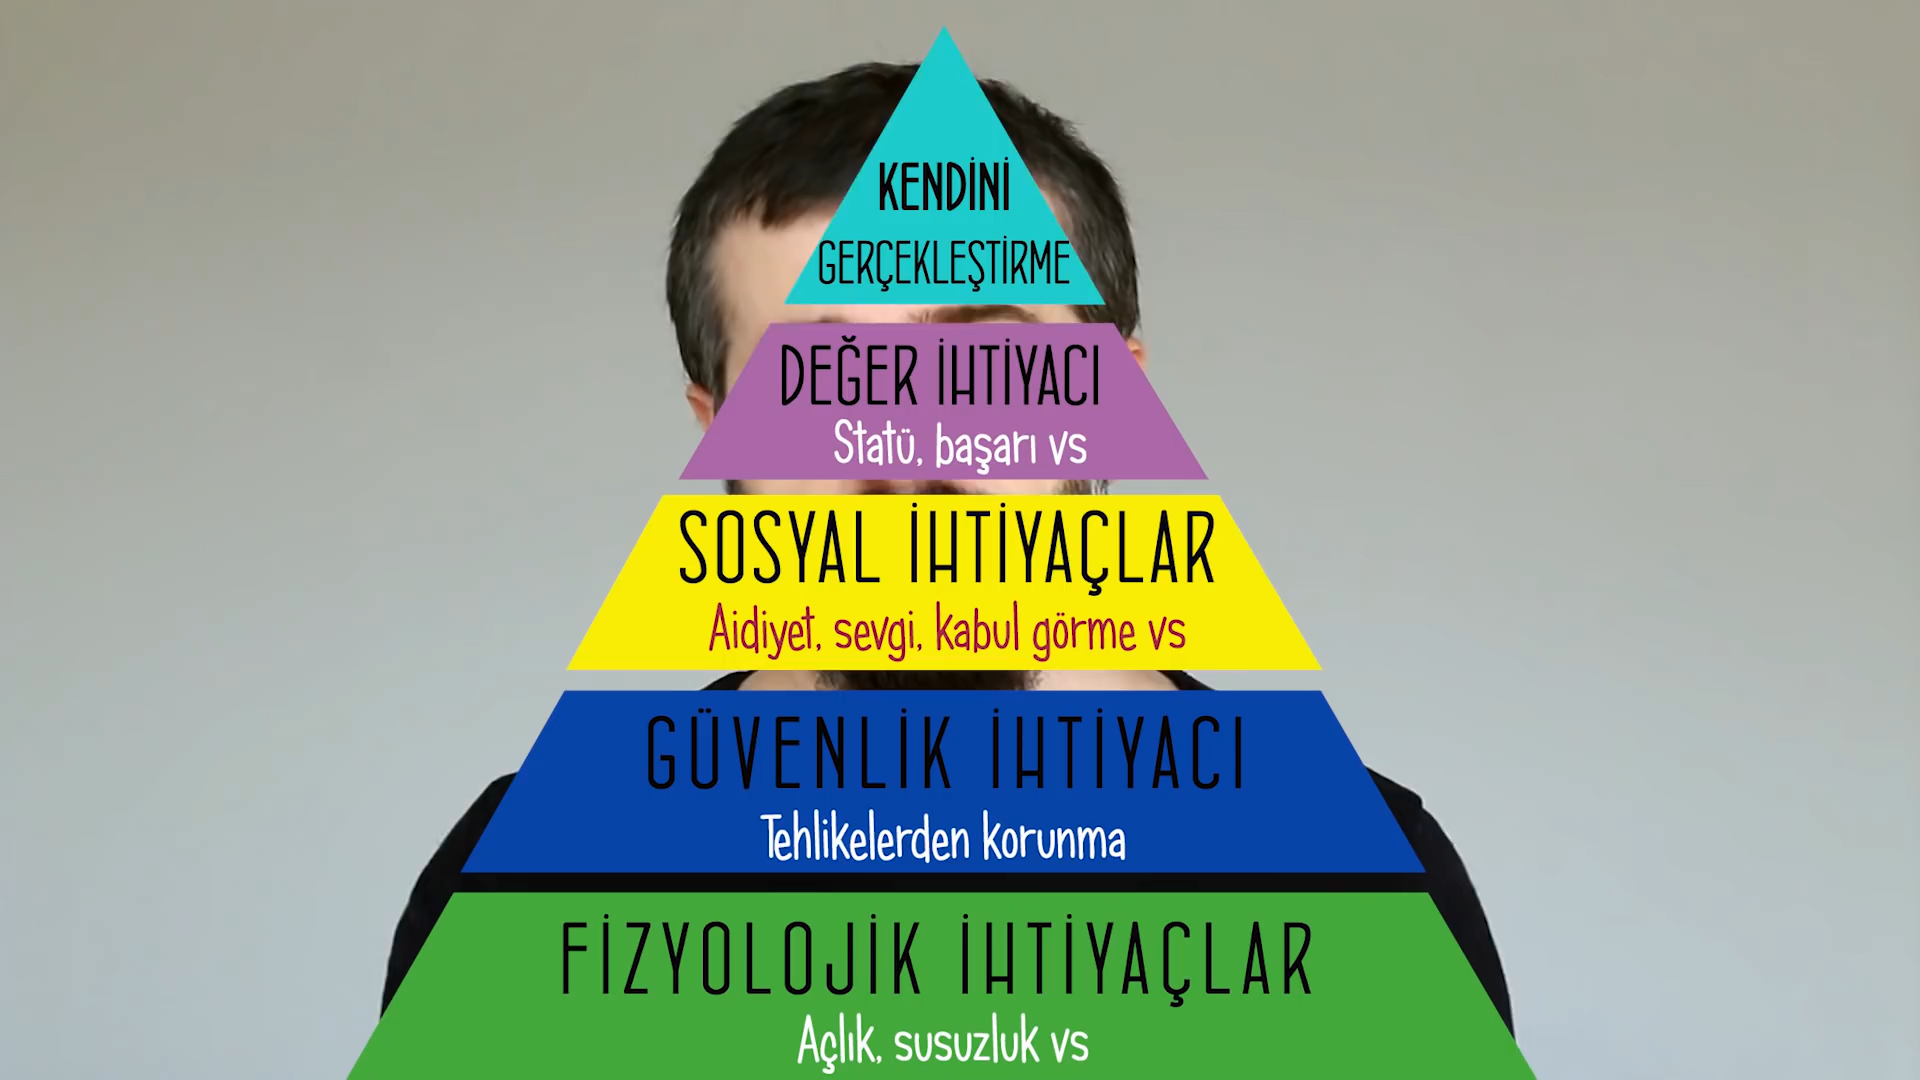 KENDİNİ
GERÇEKLEŞTİRME
DEĞER İHTİYACI
Statü, başarı vs
SOSYAL İHTİYAÇLAR
Aidiyet, sevgi, kabul görme vs
GÜVENLİK İHTİYACI
Tehlikelerden korunma
FİZYOLOJİK İHTİYAÇLAR
Açlık, susuzluk vs